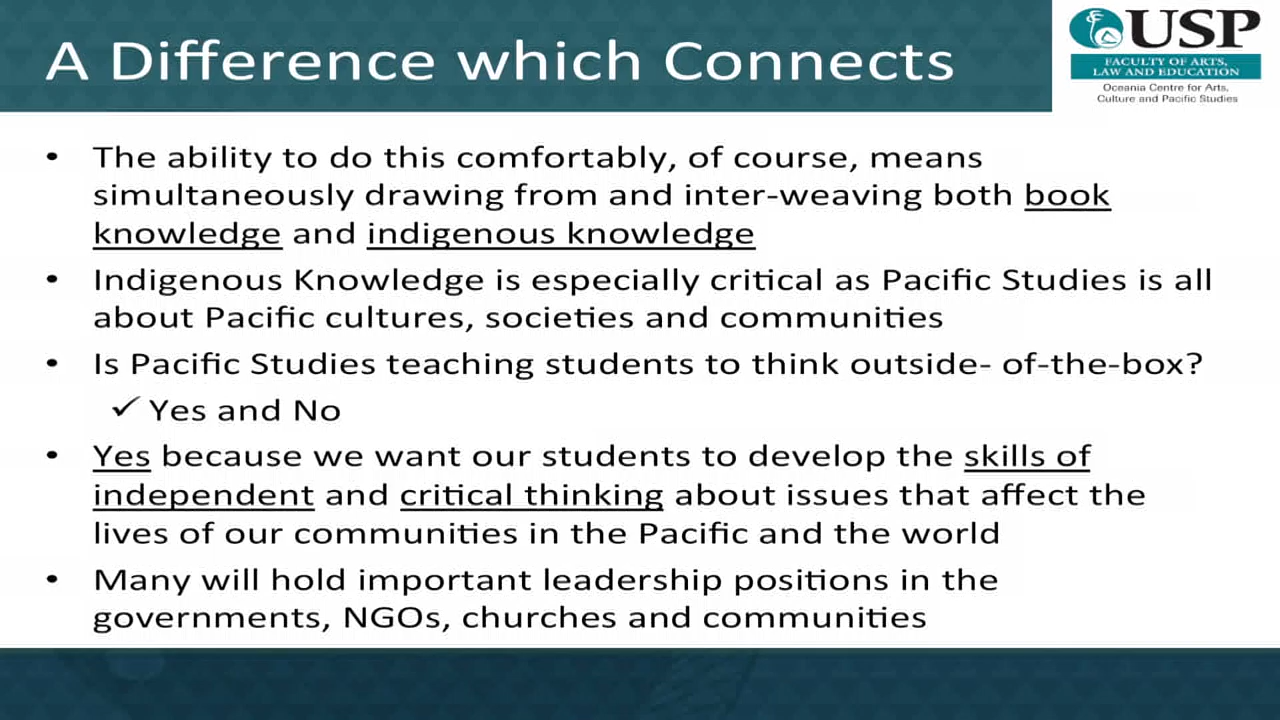 A Difference which Connects
USP
FACULTY OF ARTS,
LAW AND EDUCATION
Oceania Centre for Arts,
Culture and Pacific Studies
• The ability to do this comfortably, of course, means
simultaneously drawing from and inter-weaving both book
knowledge and indigenous knowledge
• Indigenous Knowledge is especially critical as Pacific Studies is all
about Pacific cultures, societies and communities
• Is Pacific Studies teaching students to think outside- of-the-box?
✓ Yes and No
• Yes because we want our students to develop the skills of
independent and critical thinking about issues that affect the
lives of our communities in the Pacific and the world
• Many will hold important leadership positions in the
governments, NGOs, churches and communities